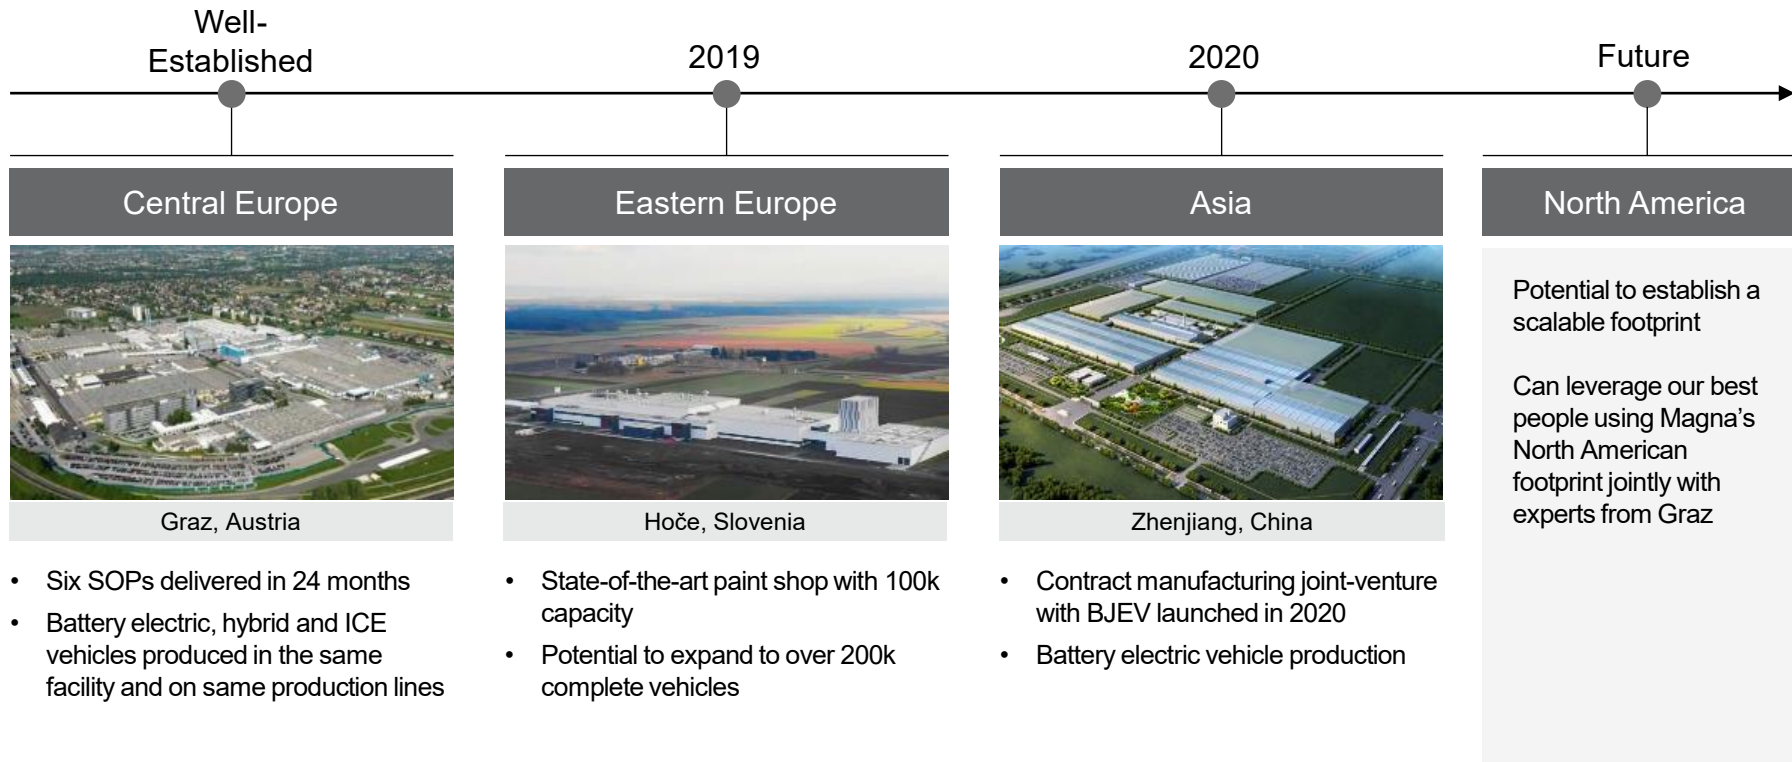 Well-
Established
2019
2020
Future
Central Europe
Eastern Europe
Asia
North America
Graz, Austria
• Six SOPs delivered in 24 months
• Battery electric, hybrid and ICE
vehicles produced in the same
facility and on same production lines
Hoče, Slovenia
• State-of-the-art paint shop with 100k
capacity
• Potential to expand to over 200k
complete vehicles
Zhenjiang, China
• Contract manufacturing joint-venture
with BJEV launched in 2020
• Battery electric vehicle production
Potential to establish a
scalable footprint
Can leverage our best
people using Magna’s
North American
footprint jointly with
experts from Graz